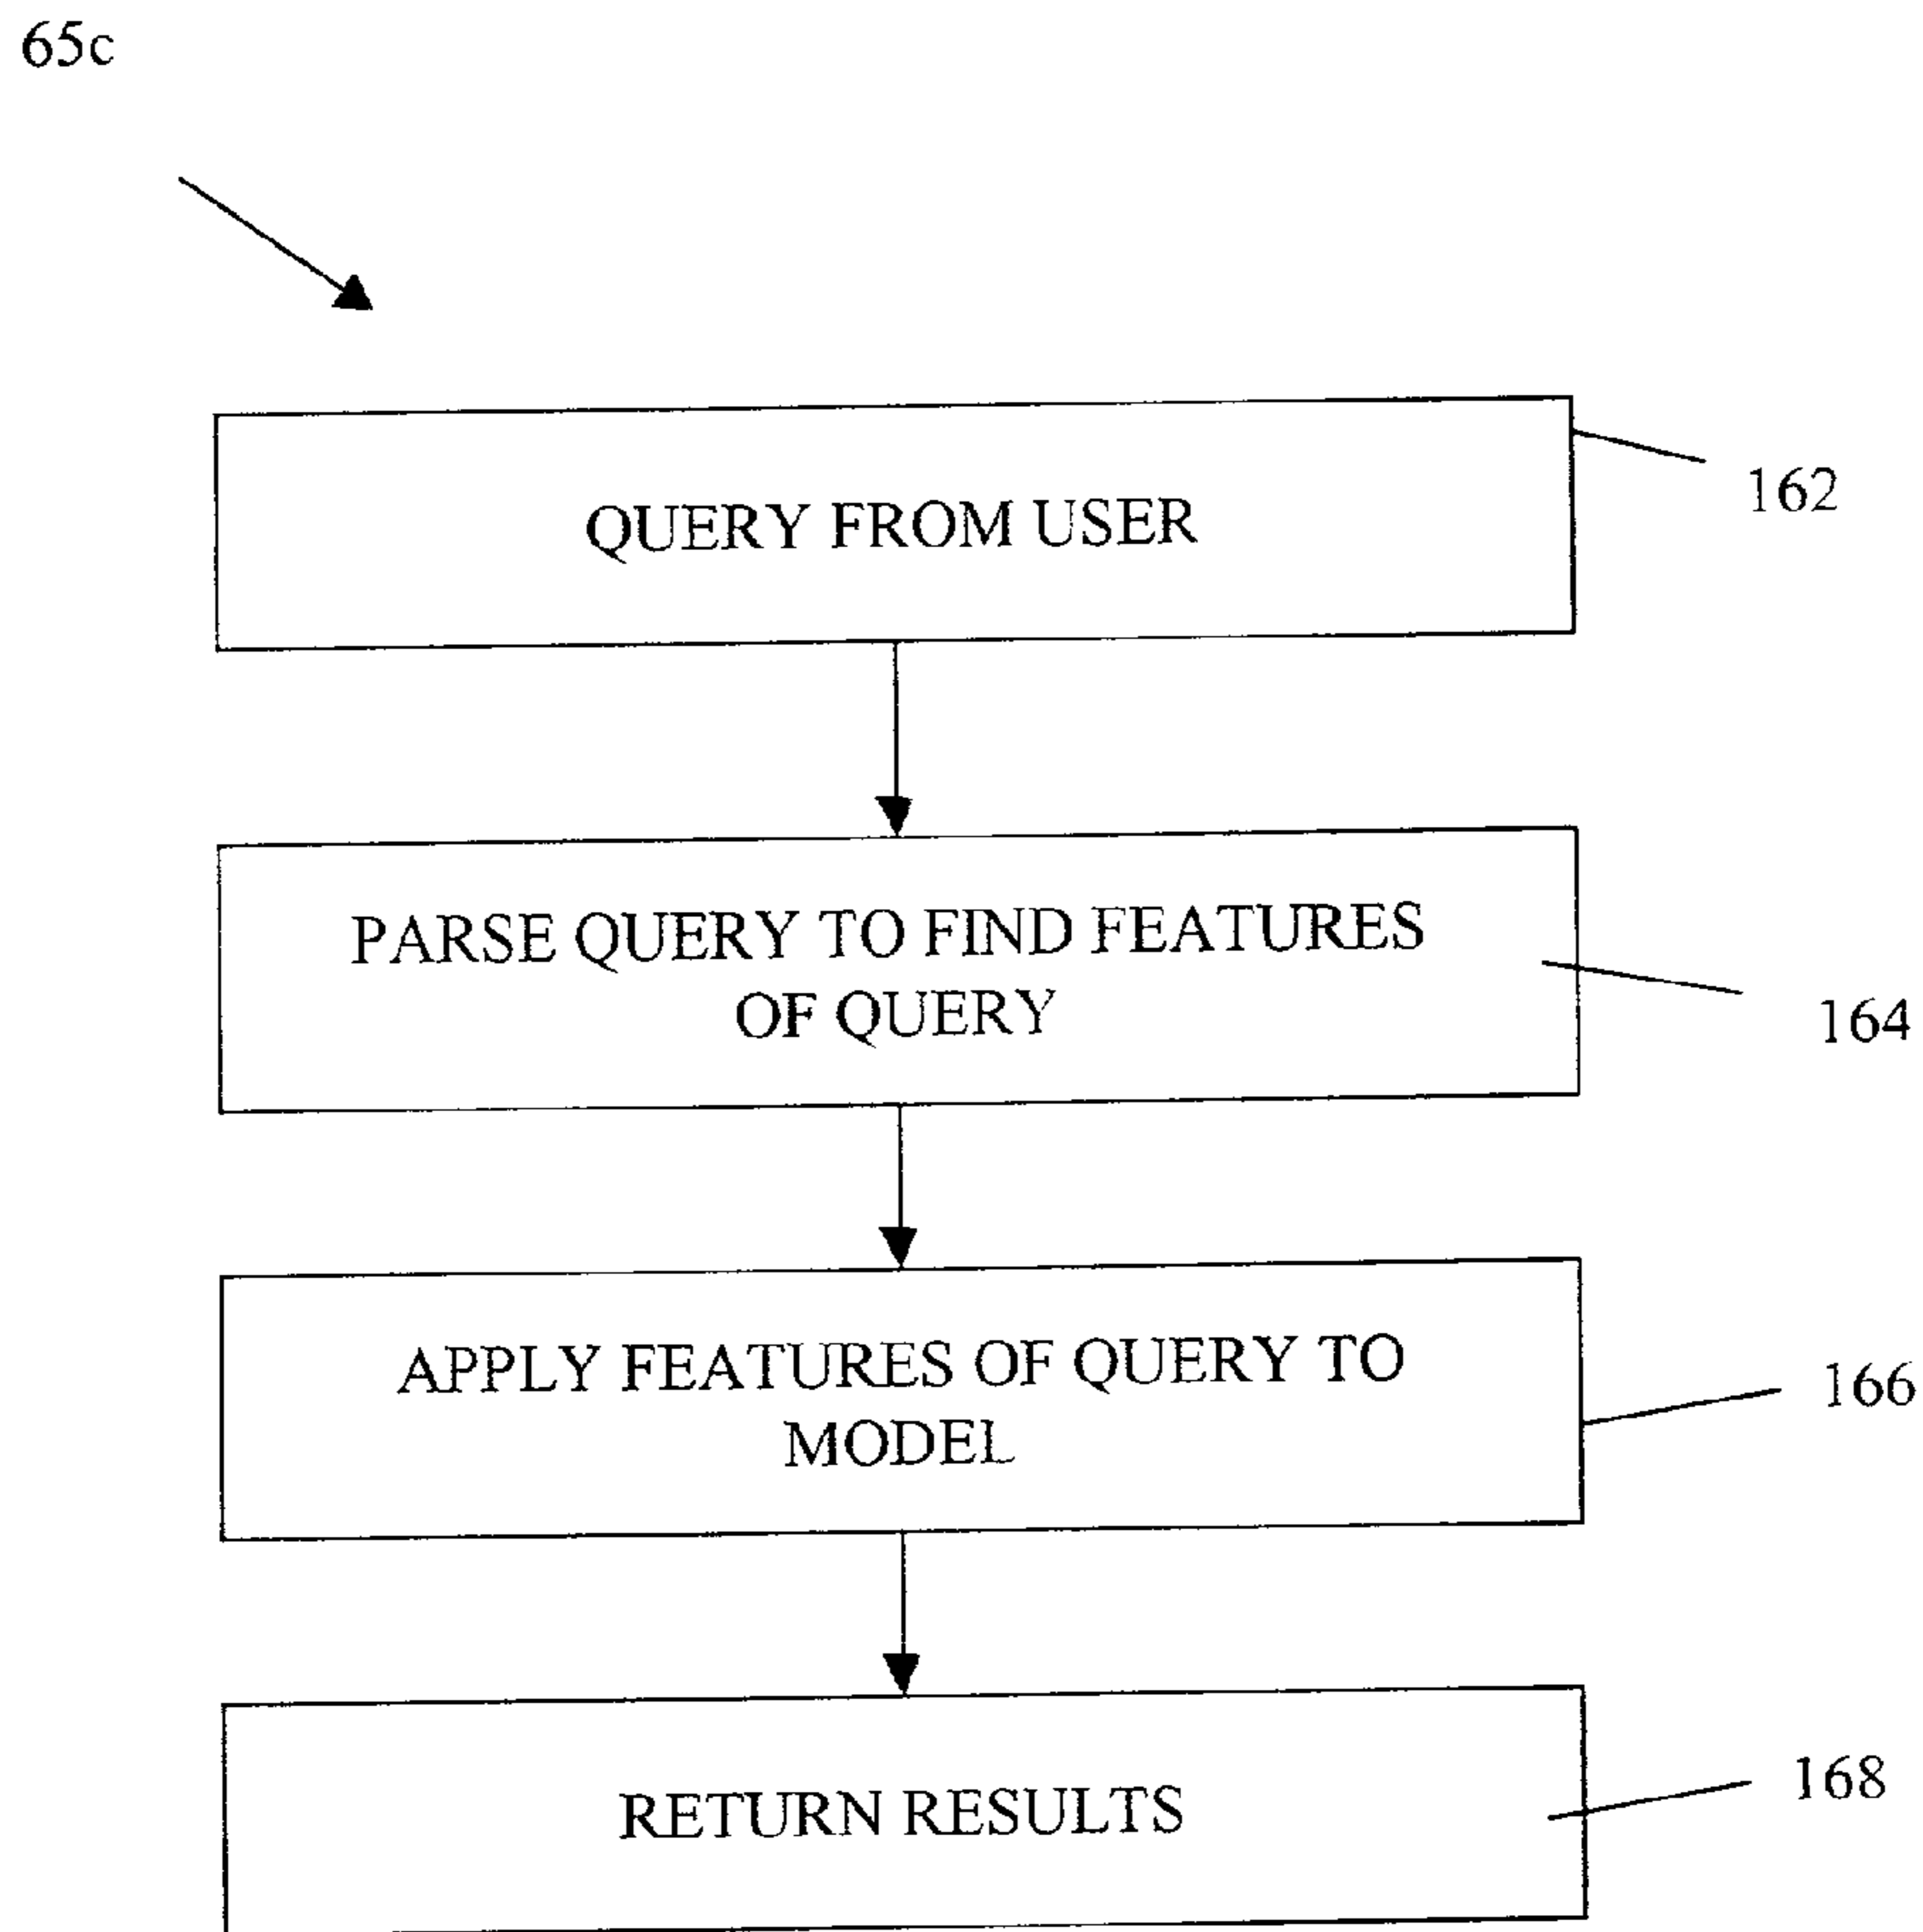 65c
QUERY FROM USER
162
PARSE QUERY TO FIND FEATURES
OF QUERY
164
APPLY FEATURES OF QUERY TO
MODEL
166
RETURN RESULTS
168